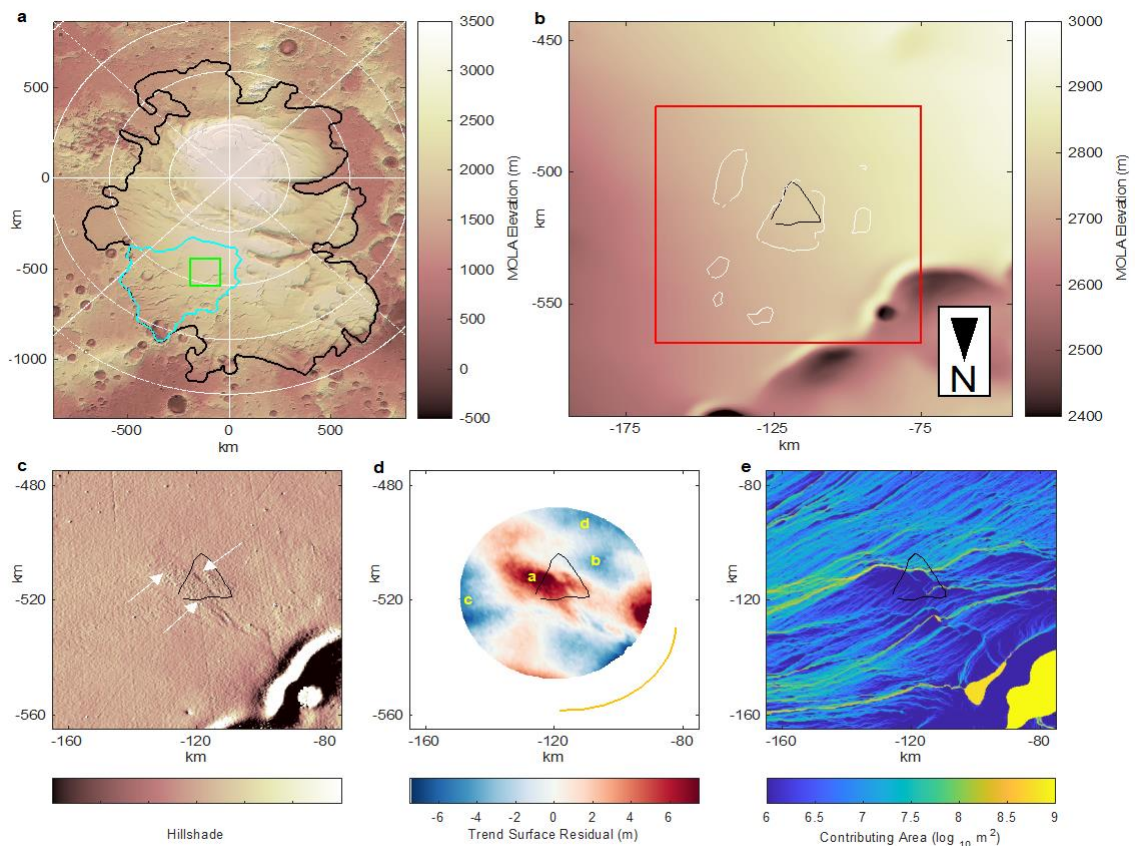 a
500
0
-500
-1000
km
-500
0
500
km
3500
3000
2500
2000
1500
1000
500
0
-500
MOLA Elevation (m)
b
-450
-500
-550
km
-175
-125
-75
km
N
3000
2900
2800
2700
2600
2500
2400
MOLA Elevation (m)
c
-480
-520
-560
km
-160
-120
-80
km
Hillshade
d
-480
-520
-560
km
a
b
c
d
-160
-120
-80
km
-6
-4
-2
0
2
4
6
Trend Surface Residual (m)
e
-80
-120
-160
km
-160
-120
-80
km
6
6.5
7
7.5
8
8.5
9
Contributing Area (log 10 m2)